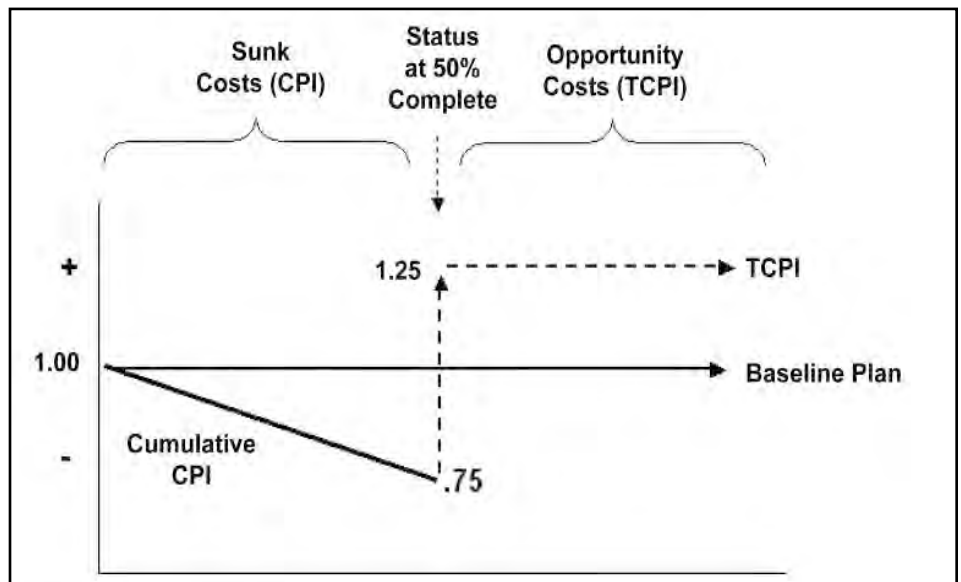 Sunk
Costs (CPI)
Status
at 50%
Complete
Opportunity
Costs (TCPI)
+
1.25
TCPI
1.00
Baseline Plan
Cumulative
CPI
-
.75